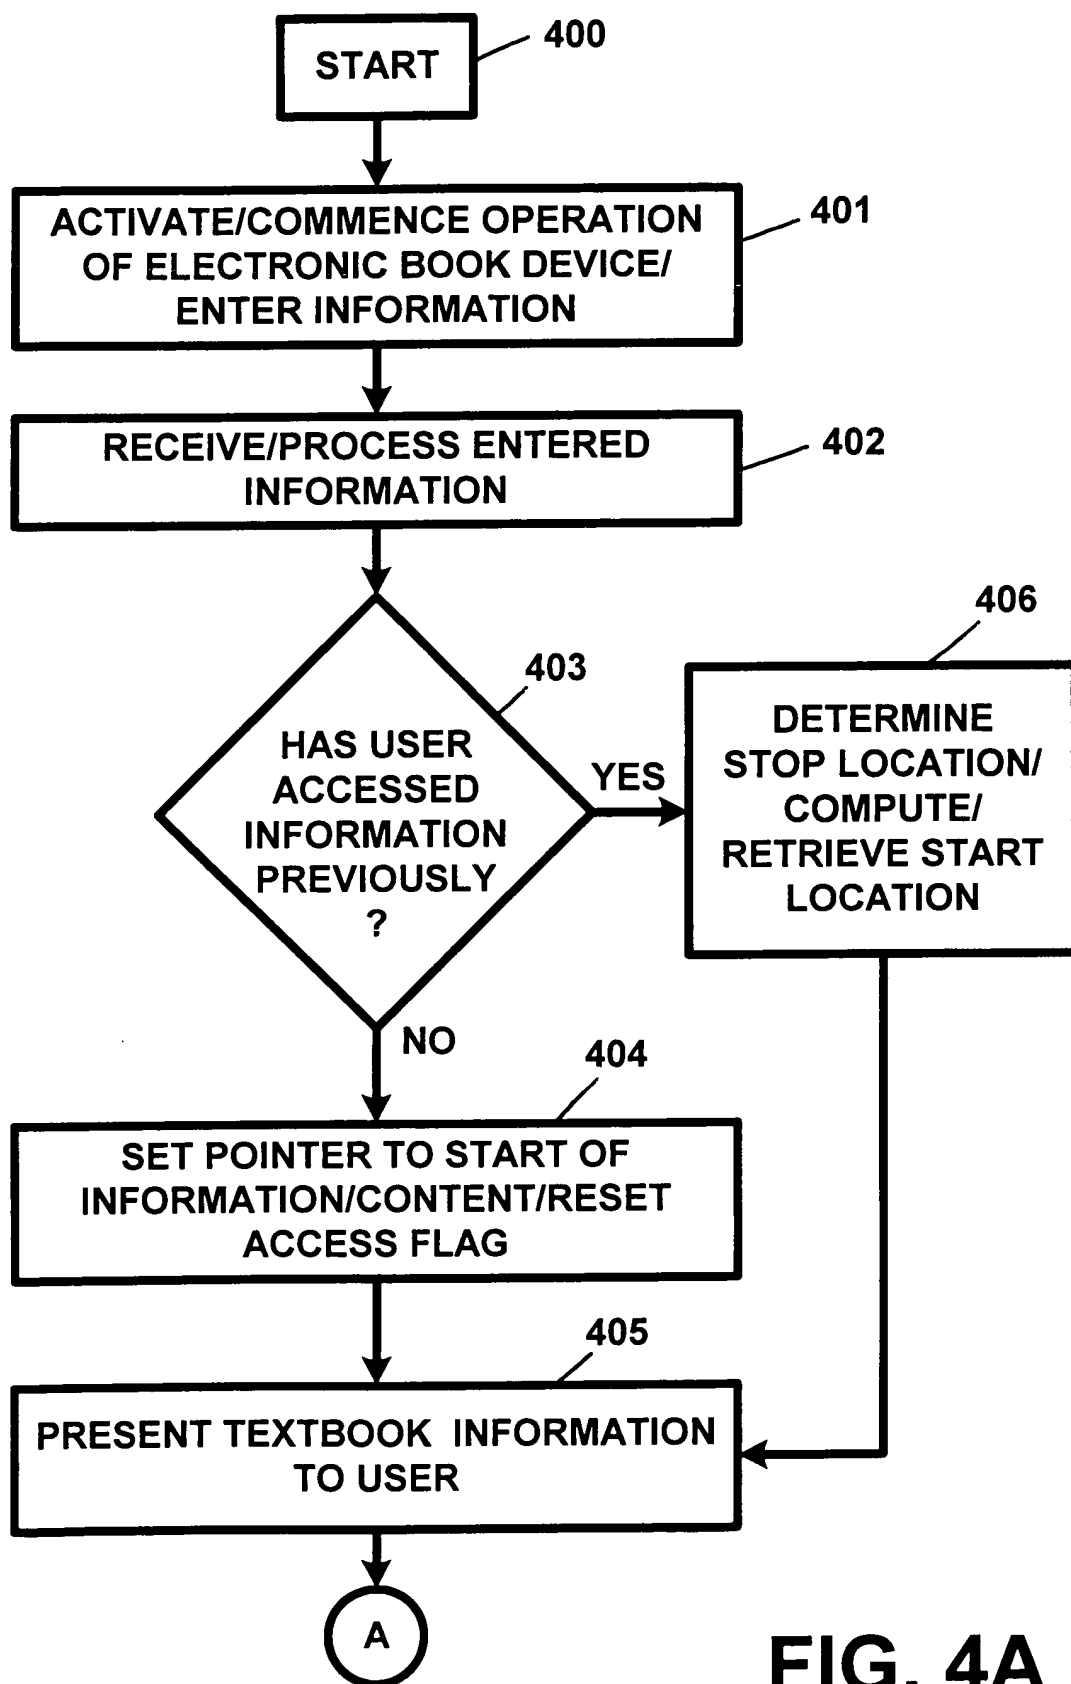 START
400
ACTIVATE/COMMENCE OPERATION
OF ELECTRONIC BOOK DEVICE/
ENTER INFORMATION
401
RECEIVE/PROCESS ENTERED
INFORMATION
402
HAS USER
ACCESSED
INFORMATION
PREVIOUSLY
?
403
YES
406
DETERMINE
STOP LOCATION/
COMPUTE/
RETRIEVE START
LOCATION
NO
404
SET POINTER TO START OF
INFORMATION/CONTENT/RESET
ACCESS FLAG
405
PRESENT TEXTBOOK INFORMATION
TO USER
A
FIG. 4A